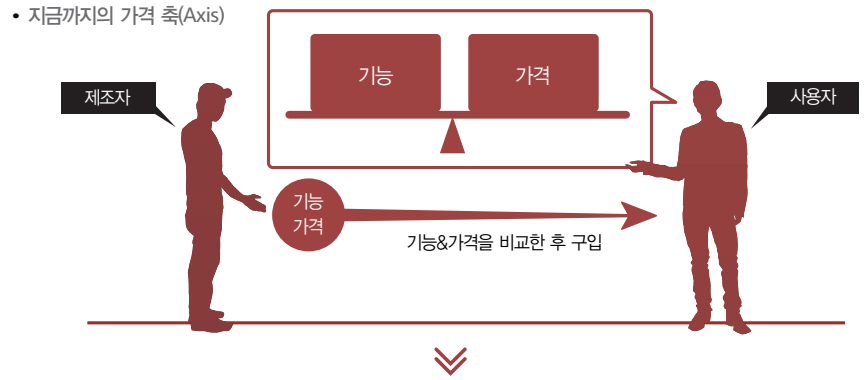 • 지금까지의 가격 축(Axis)
기능
가격
제조자
사용자
기능
가격
기능&가격을 비교한 후 구입